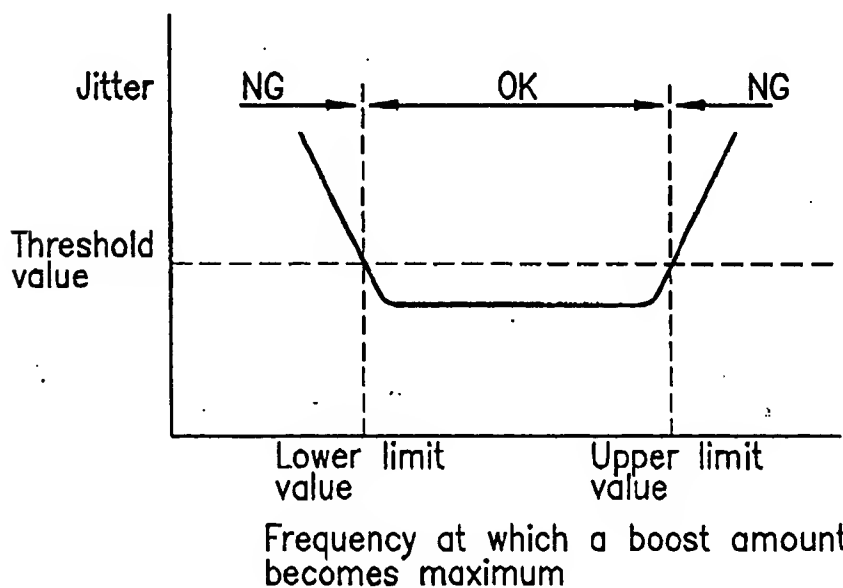 Jitter
NG OK NG
Threshold
value
Lower limit
value
Upper limit
value
Frequency at which a boost amount
becomes maximum